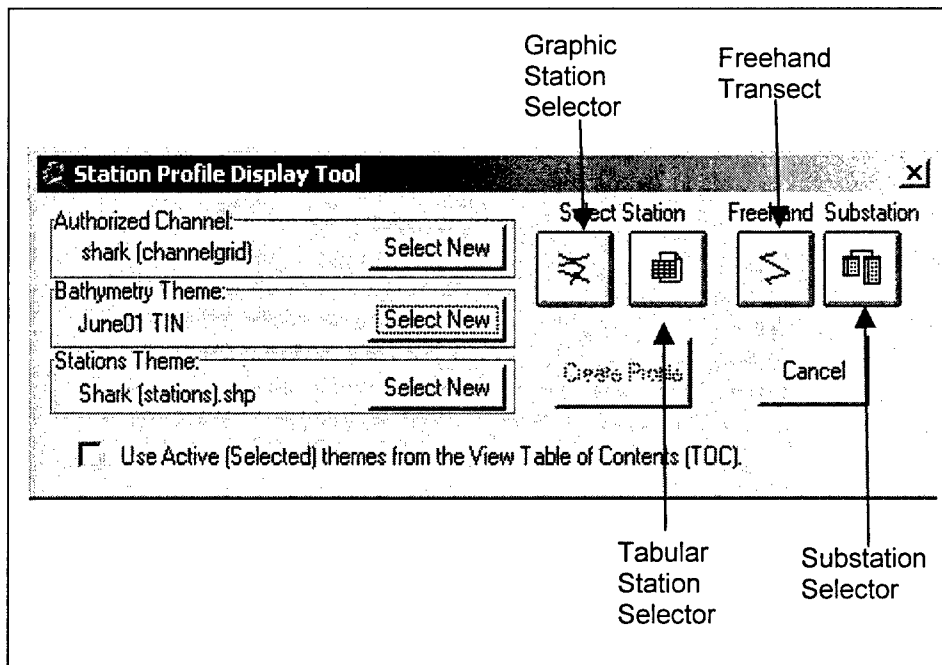 Graphic
Station
Selector
Freehand
Transect
Station Profile Display Tool
Authorized Channel:
shark (channelgrid)
Select New
Bathymetry Theme:
June01 TIN
Select New
Stations Theme:
Shark (stations).shp
Select New
Select Station
Freehand Substation
Create Profile
Cancel
Use Active (Selected) themes from the View Table of Contents (TOC).
Tabular
Station
Selector
Substation
Selector